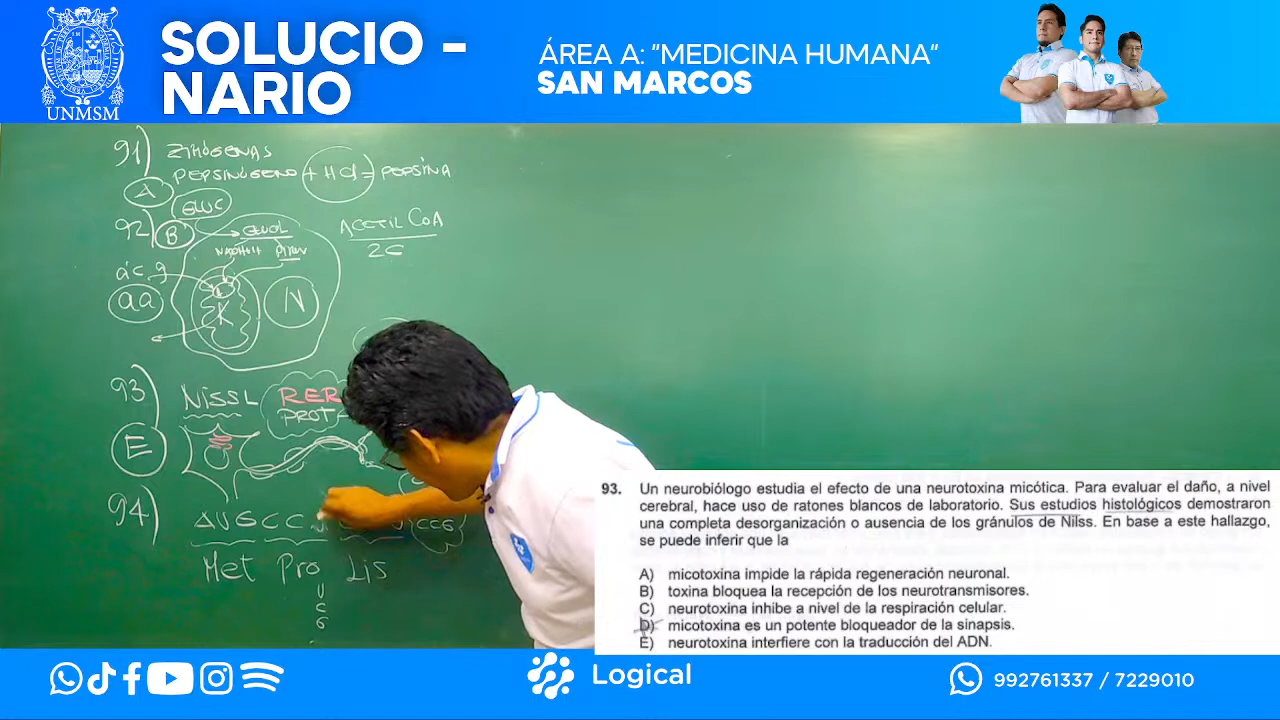 SOLUCIO -
NARIO
UNMSM
ÁREA A: "MEDICINA HUMANA"
SAN MARCOS
91) ZIMÓGENAS
PEPSINÓGENO + HCl = PEPSINA
A
GLUC
92) B
ACETIL CoA
2C
aa
K
N
93) NissL RER
PROT
E
94)
AUG CC
Met Pro Lis
U
C
G
93. Un neurobiólogo estudia el efecto de una neurotoxina micótica. Para evaluar el daño, a nivel
cerebral, hace uso de ratones blancos de laboratorio. Sus estudios histológicos demostraron
una completa desorganización o ausencia de los gránulos de Nilss. En base a este hallazgo,
se puede inferir que la
A) micotoxina impide la rápida regeneración neuronal.
B) toxina bloquea la recepción de los neurotransmisores.
C) neurotoxina inhibe a nivel de la respiración celular.
D) micotoxina es un potente bloqueador de la sinapsis.
E) neurotoxina interfiere con la traducción del ADN.
Logical
992761337 / 7229010